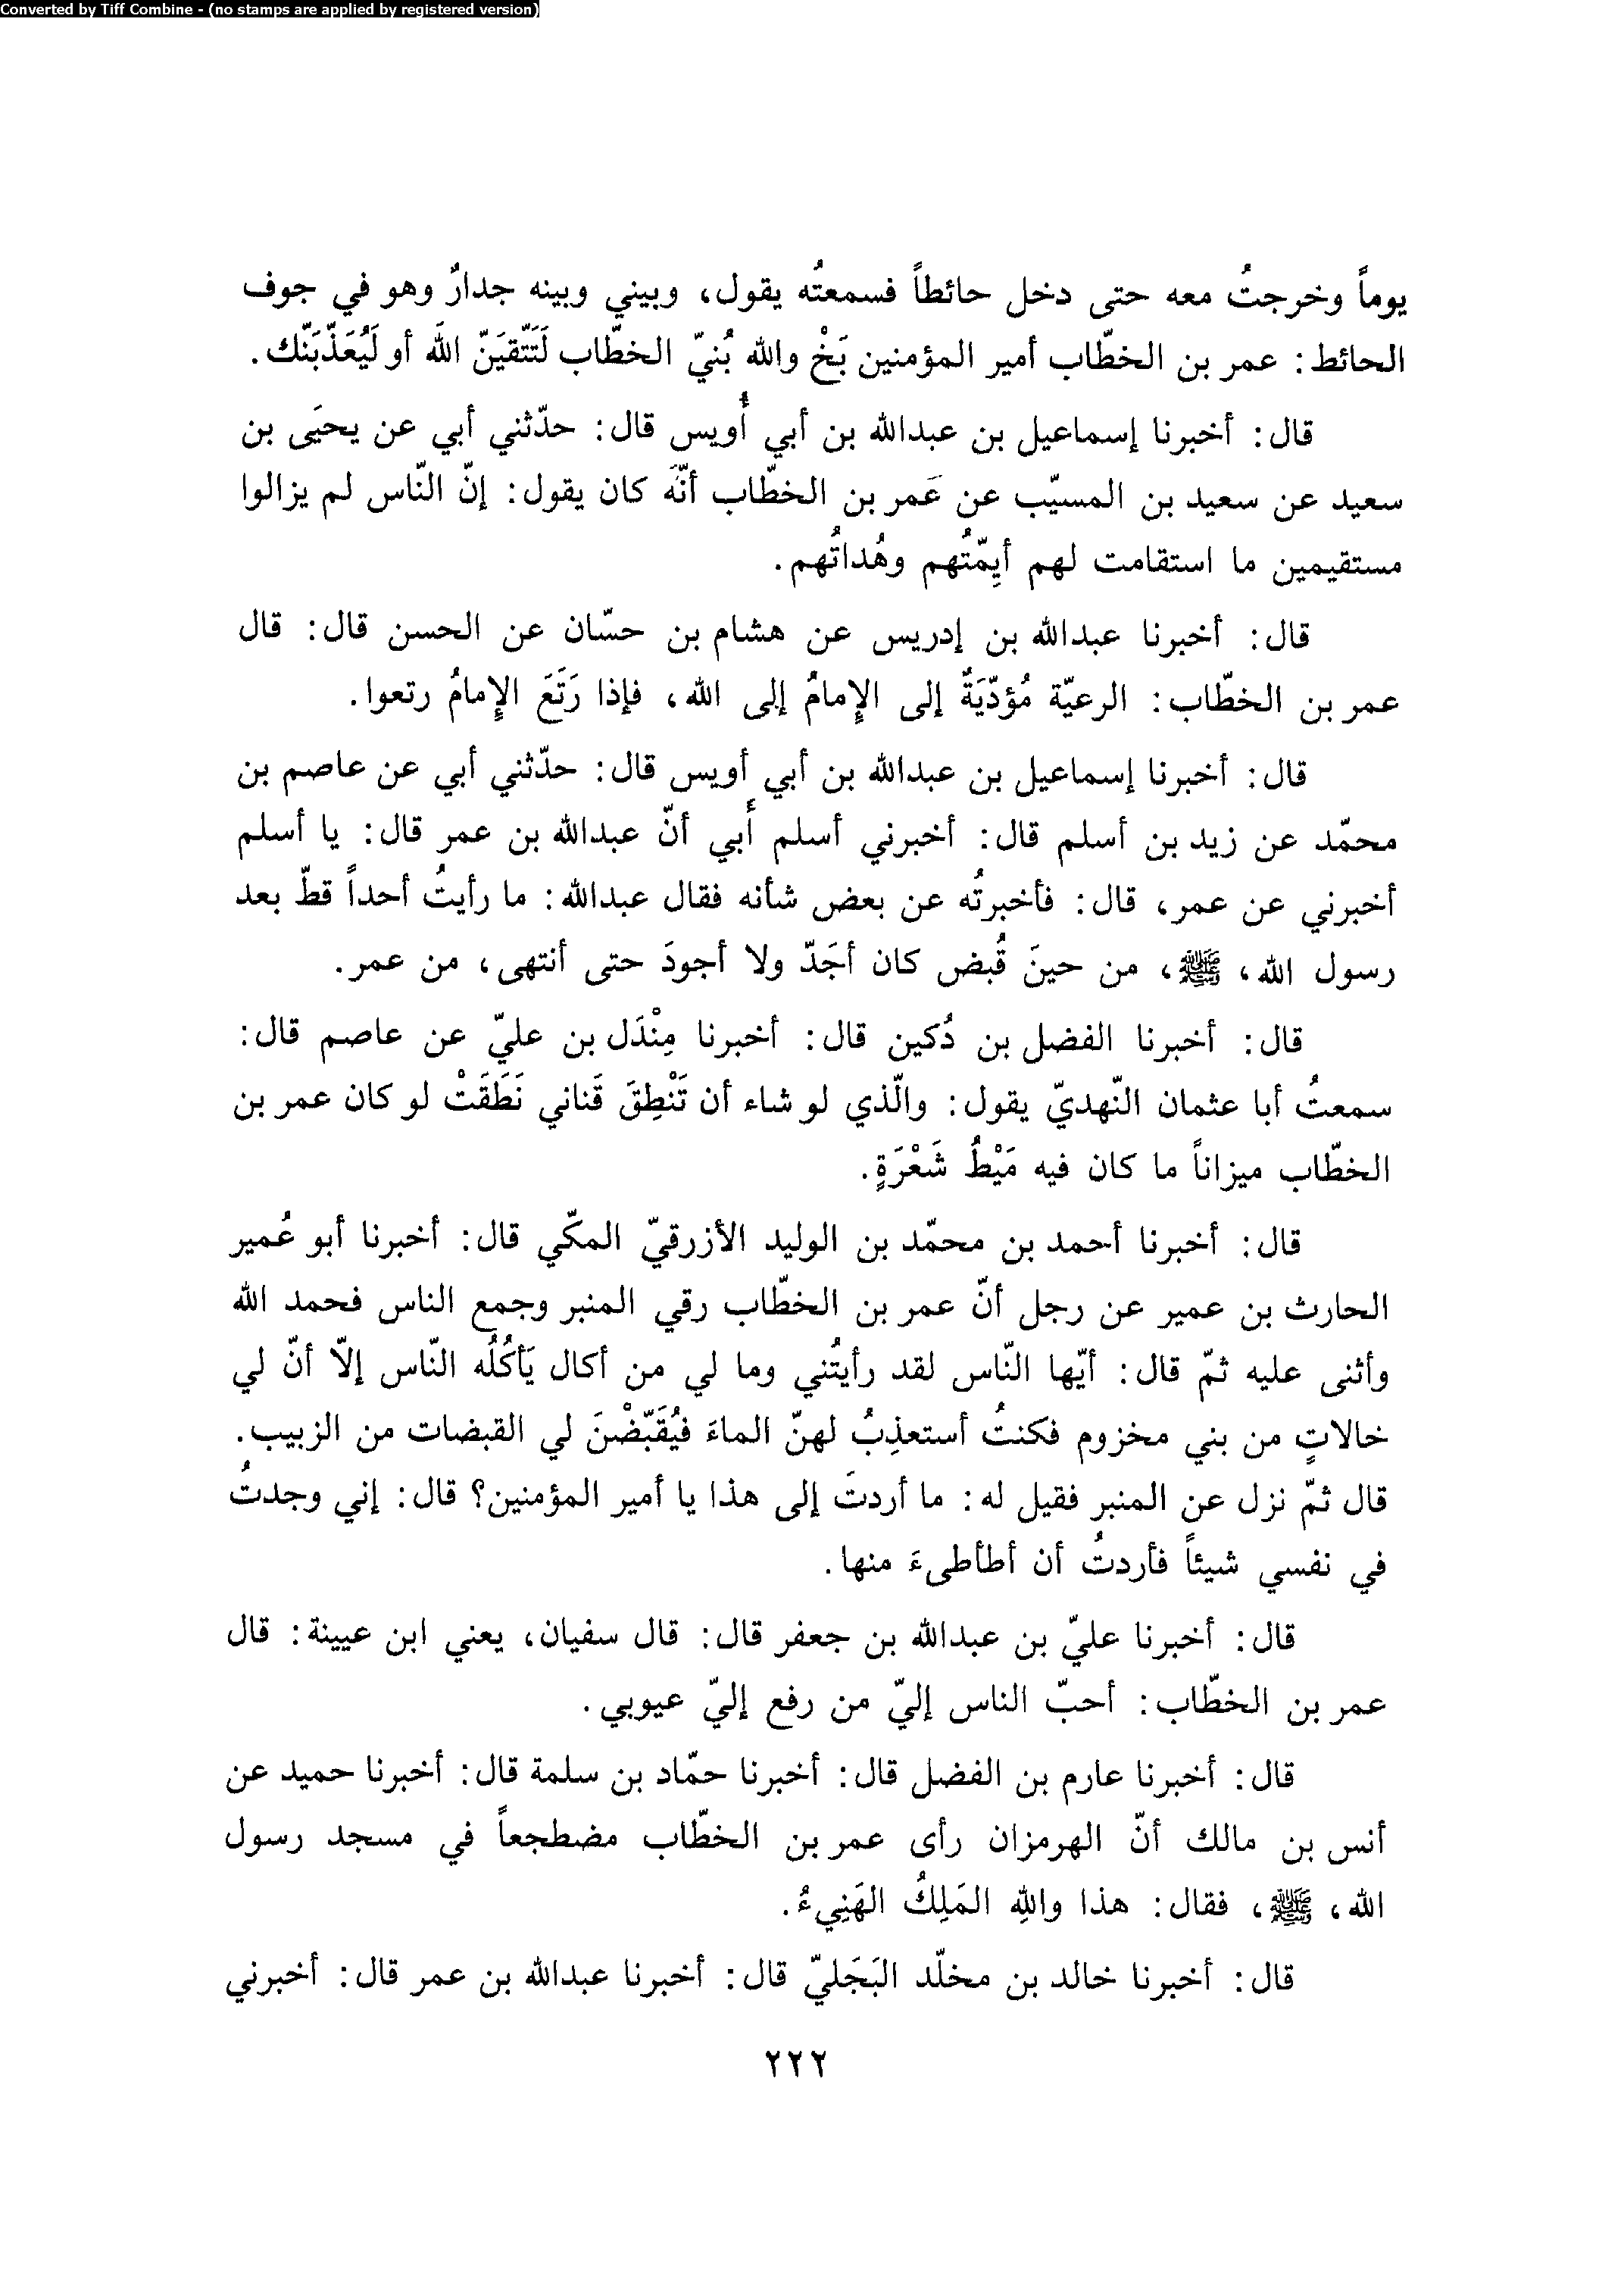 Converted by Tiff Combine - (no stamps are applied by registered version)
يوماً وخرجتُ معه حتى دخل حائطاً فسمعتُه يقول، وبيني وبينه جدارٌ وهو في جوف
الحائط: عمر بن الخطّاب أمير المؤمنين بَخْ والله بُنيّ الخطّاب لَتَتّقيَنّ اللَه أو لَيُعَذّبَنّك.
قال: أخبرنا إسماعيل بن عبدالله بن أبي أُويس قال: حدّثني أبي عن يحيَى بن
سعيد عن سعيد بن المسيّب عن عَمر بن الخطّاب أنّه كان يقول: إنّ النّاس لم يزالوا
مستقيمين ما استقامت لهم أيِمّتُهم وهُداتُهم.
قال: أخبرنا عبدالله بن إدريس عن هشام بن حسّان عن الحسن قال: قال
عمر بن الخطّاب: الرعيّة مُؤدّيَةٌ إلى الإِمامُ إلى الله، فإذا رَتَعَ الإِمامُ رتعوا.
قال: أخبرنا إسماعيل بن عبدالله بن أبي أويس قال: حدّثني أبي عن عاصم بن
محمّد عن زيد بن أسلم قال: أخبرني أسلم أَبي أنّ عبدالله بن عمر قال: يا أسلم
أخبرني عن عمر، قال: فأخبرتُه عن بعض شأنه فقال عبدالله: ما رأيتُ أحداً قطّ بعد
رسول الله، ﷺ، من حينَ قُبض كان أجَدّ ولا أجودَ حتى أنتهى، من عمر.
قال: أخبرنا الفضل بن دُكين قال: أخبرنا مِنْدَل بن عليّ عن عاصم قال:
سمعتُ أبا عثمان النّهديّ يقول: والّذي لو شاء أن تَنْطِقَ قَناني نَطَقَتْ لو كان عمر بن
الخطّاب ميزاناً ما كان فيه مَيْطُ شَعْرَةٍ.
قال: أخبرنا أحمد بن محمّد بن الوليد الأزرقيّ المكّي قال: أخبرنا أبو عُمير
الحارث بن عمير عن رجل أنّ عمر بن الخطّاب رقي المنبر وجمع الناس فحمد الله
وأثنى عليه ثمّ قال: أيّها النّاس لقد رأيتُني وما لي من أكال يَأكُلُه النّاس إلاّ أنّ لي
خالاتٍ من بني مخزوم فكنتُ أستعذِبُ لهنّ الماءَ فيُقَبّضْنَ لي القبضات من الزبيب.
قال ثمّ نزل عن المنبر فقيل له: ما أردتَ إلى هذا يا أمير المؤمنين؟ قال: إني وجدتُ
في نفسي شيئاً فأردتُ أن أطأطىءَ منها.
قال: أخبرنا عليّ بن عبدالله بن جعفر قال: قال سفيان، يعني ابن عيينة: قال
عمر بن الخطّاب: أحبّ الناس إليّ من رفع إليّ عيوبي.
قال: أخبرنا عارم بن الفضل قال: أخبرنا حمّاد بن سلمة قال: أخبرنا حميد عن
أنس بن مالك أنّ الهرمزان رأى عمر بن الخطّاب مضطجعاً في مسجد رسول
الله، ﷺ، فقال: هذا واللهِ المَلِكُ الهَنِيءُ.
قال: أخبرنا خالد بن مخلّد البَجَليّ قال: أخبرنا عبدالله بن عمر قال: أخبرني
٢٢٢